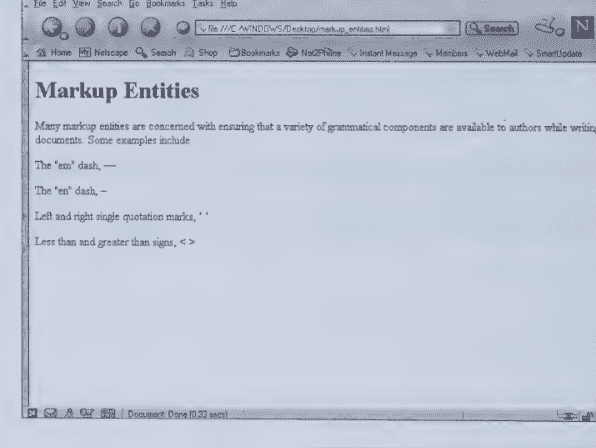 File Edit View Search Go Bookmarks Tasks Help
file:///C:/WINDOWS/Desktop/markup_entities.html Search N
Home Netscape Search Shop Bookmarks Net2Phone Instant Message Members WebMail SmartUpdate
Markup Entities
Many markup entities are concerned with ensuring that a variety of grammatical components are available to authors while writing
documents. Some examples include
The "em" dash, —
The "en" dash, –
Left and right single quotation marks, ‘ ’
Less than and greater than signs, < >
Document: Done (0.33 secs)